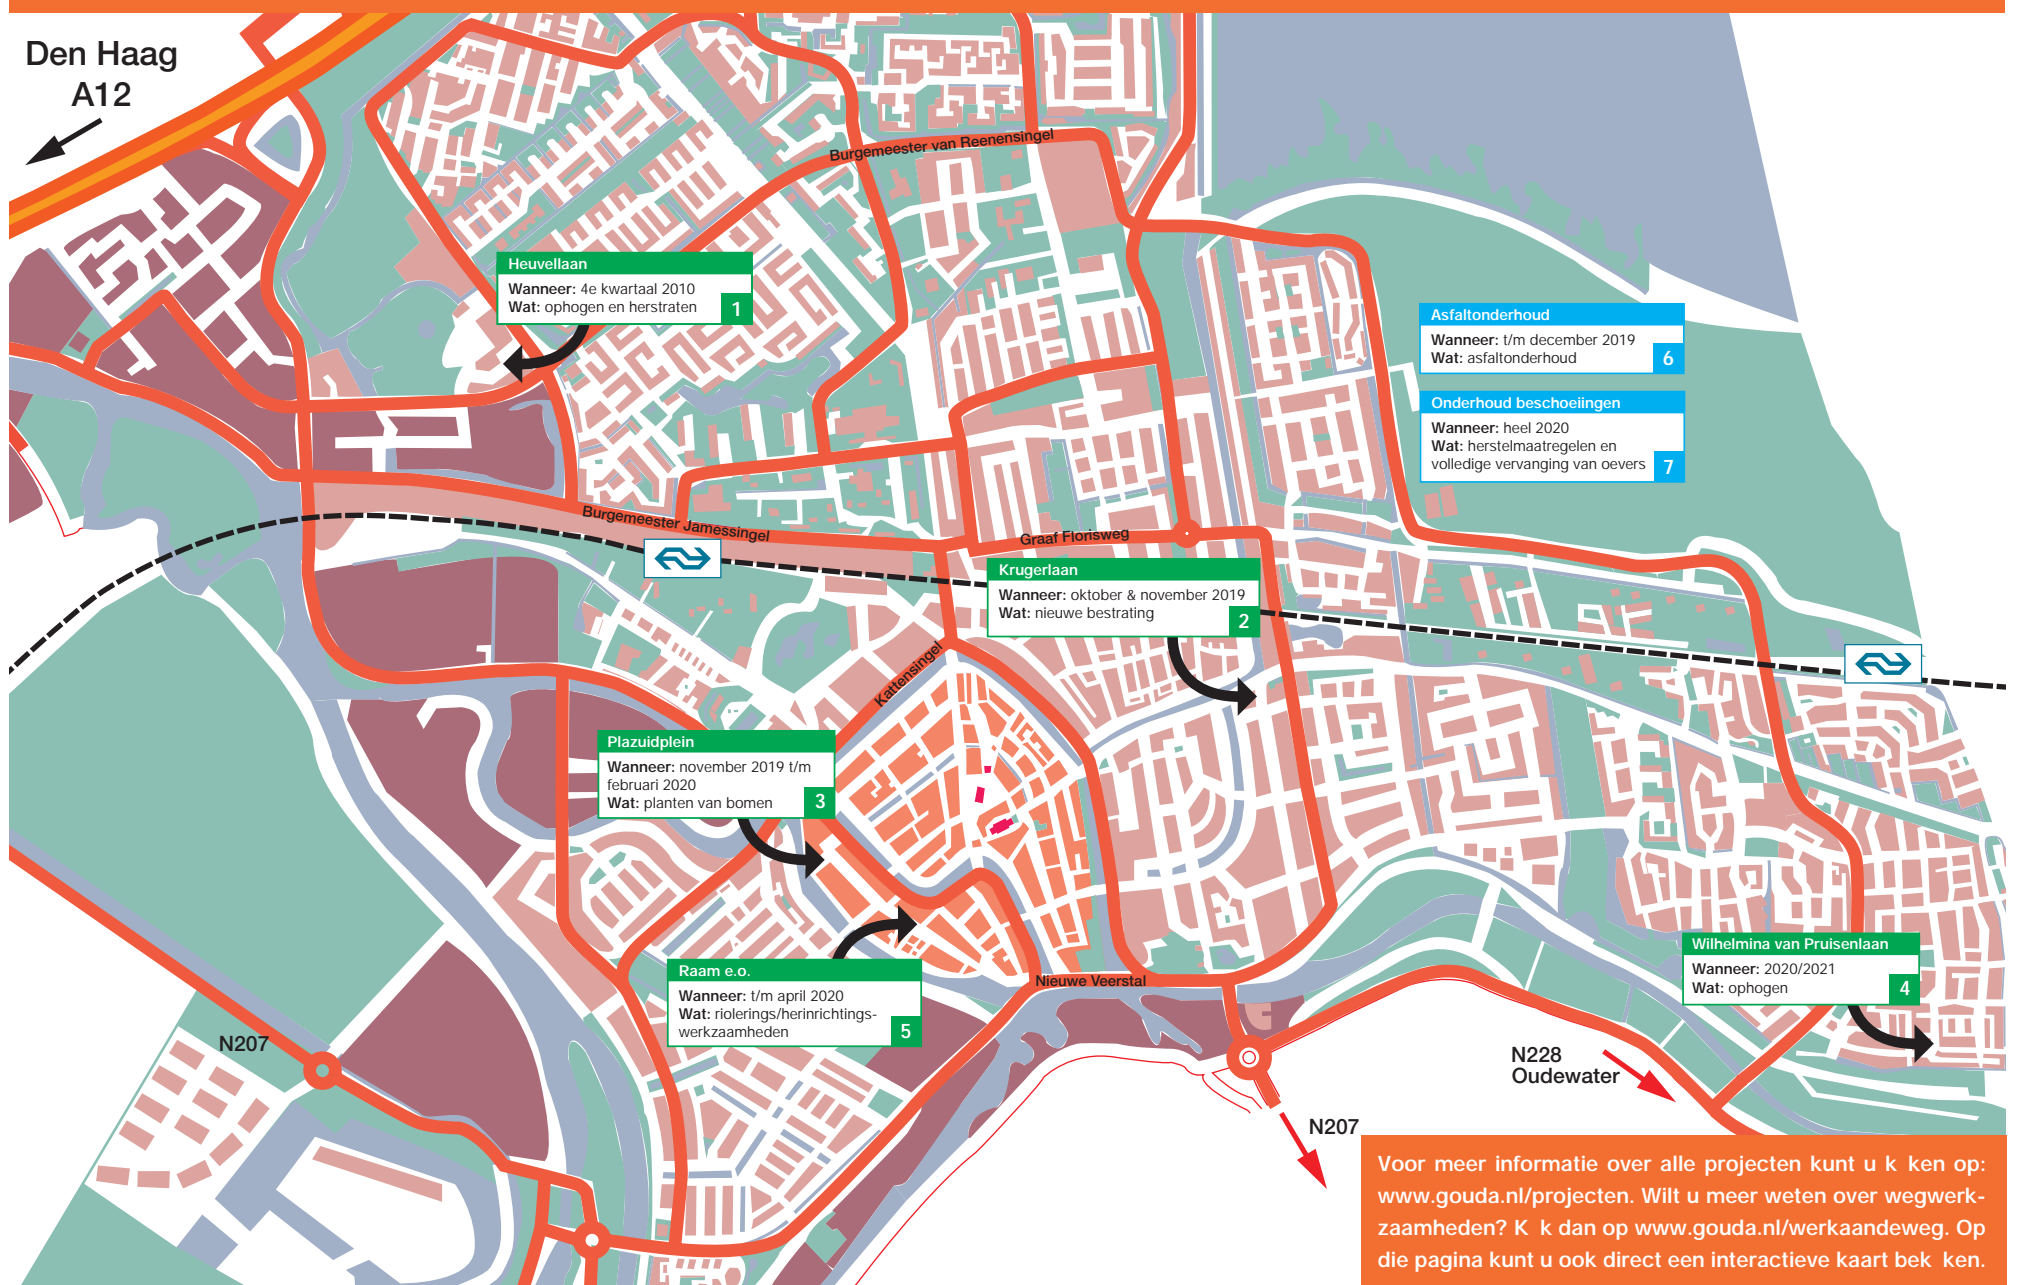 Den Haag
A12
Burgemeester van Reenensingel
Heuvellaan
Wanneer: 4e kwartaal 2010
Wat: ophogen en herstraten
1
Asfaltonderhoud
Wanneer: t/m december 2019
Wat: asfaltonderhoud
6
Onderhoud beschoeiingen
Wanneer: heel 2020
Wat: herstelmaatregelen en
volledige vervanging van oevers
7
Burgemeester Jamessingel
Graaf Florisweg
Krugerlaan
Wanneer: oktober & november 2019
Wat: nieuwe bestrating
2
Kattensingel
Plazuidplein
Wanneer: november 2019 t/m
februari 2020
Wat: planten van bomen
3
Wilhelmina van Pruisenlaan
Wanneer: 2020/2021
Wat: ophogen
4
Raam e.o.
Wanneer: t/m april 2020
Wat: riolerings/herinrichtings-
werkzaamheden
5
Nieuwe Veerstal
N207
N228
Oudewater
N207
Voor meer informatie over alle projecten kunt u k ken op:
www.gouda.nl/projecten. Wilt u meer weten over wegwerk-
zaamheden? K k dan op www.gouda.nl/werkaandeweg. Op
die pagina kunt u ook direct een interactieve kaart bek ken.